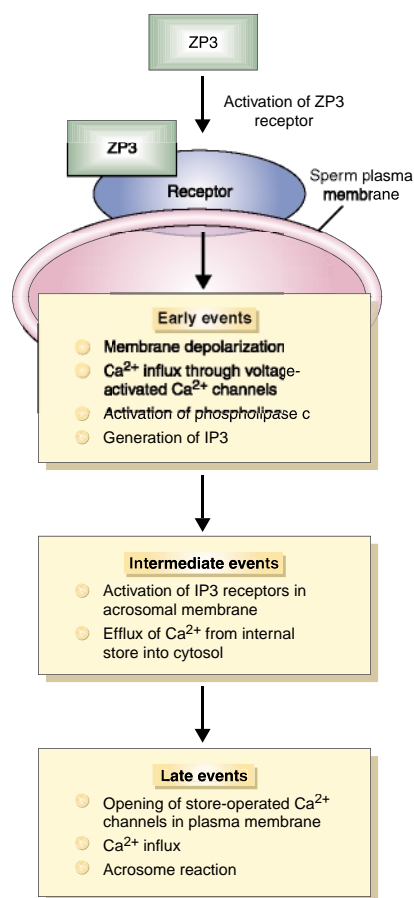 ZP3
Activation of ZP3
receptor
ZP3
Receptor
Sperm plasma
membrane
Early events
Membrane depolarization
Ca2+ influx through voltage-
activated Ca2+ channels
Activation of phospholipase c
Generation of IP3
Intermediate events
Activation of IP3 receptors in
acrosomal membrane
Efflux of Ca2+ from internal
store into cytosol
Late events
Opening of store-operated Ca2+
channels in plasma membrane
Ca2+ influx
Acrosome reaction